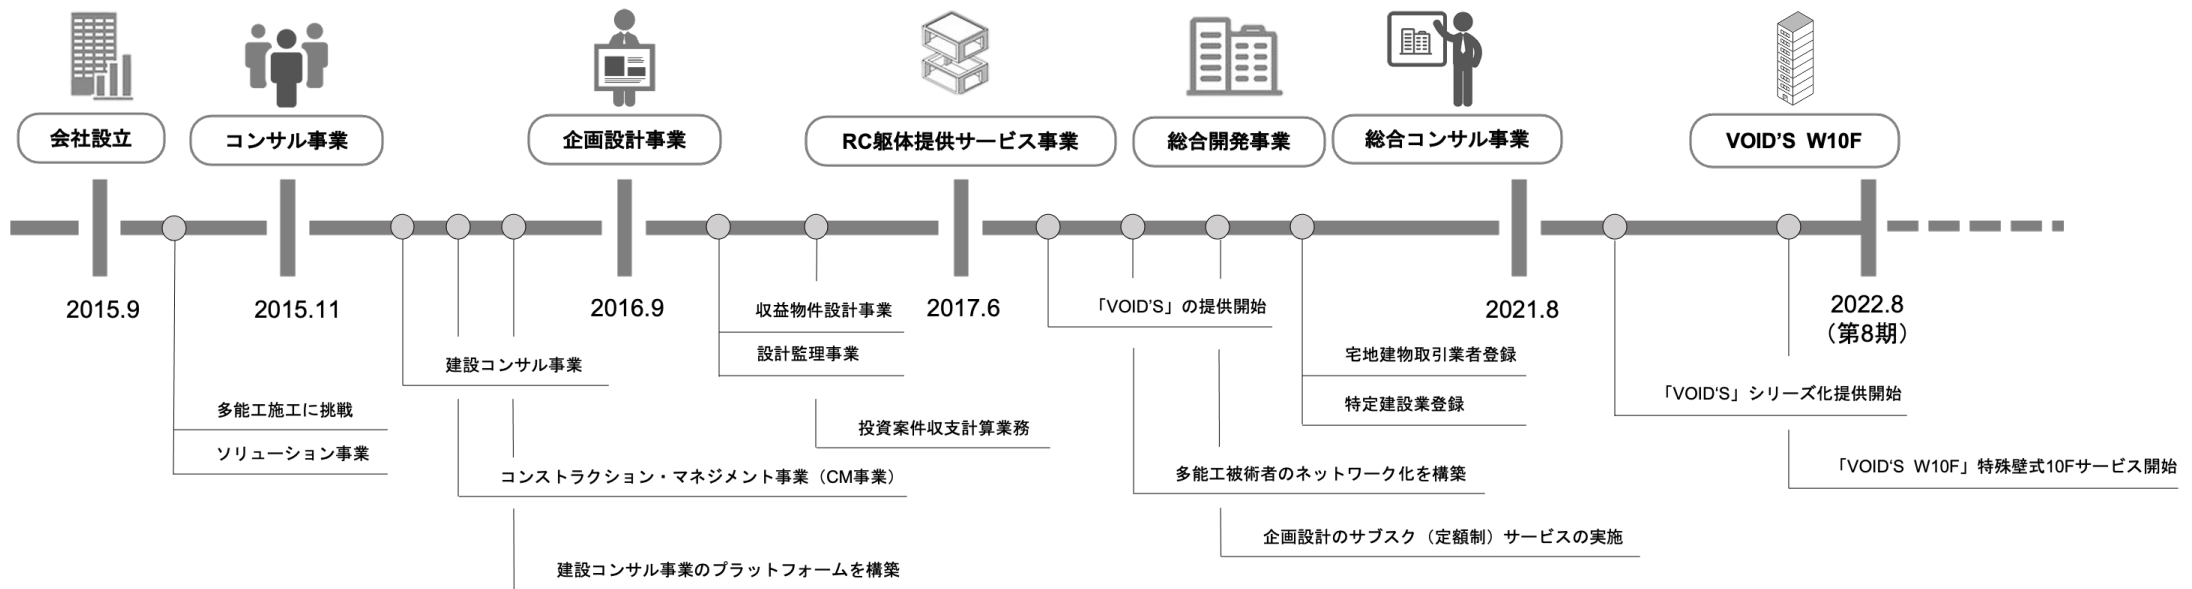 会社設立
コンサル事業
企画設計事業
RC躯体提供サービス事業
総合開発事業
総合コンサル事業
VOID'S W10F
2015.9
2015.11
2016.9
2017.6
2021.8
2022.8
（第8期）
多能工施工に挑戦
ソリューション事業
建設コンサル事業
コンストラクション・マネジメント事業（CM事業）
建設コンサル事業のプラットフォームを構築
収益物件設計事業
設計監理事業
投資案件収支計算業務
「VOID'S」の提供開始
多能工被術者のネットワーク化を構築
企画設計のサブスク（定額制）サービスの実施
宅地建物取引業者登録
特定建設業登録
「VOID‘S」シリーズ化提供開始
「VOID‘S W10F」特殊壁式10Fサービス開始